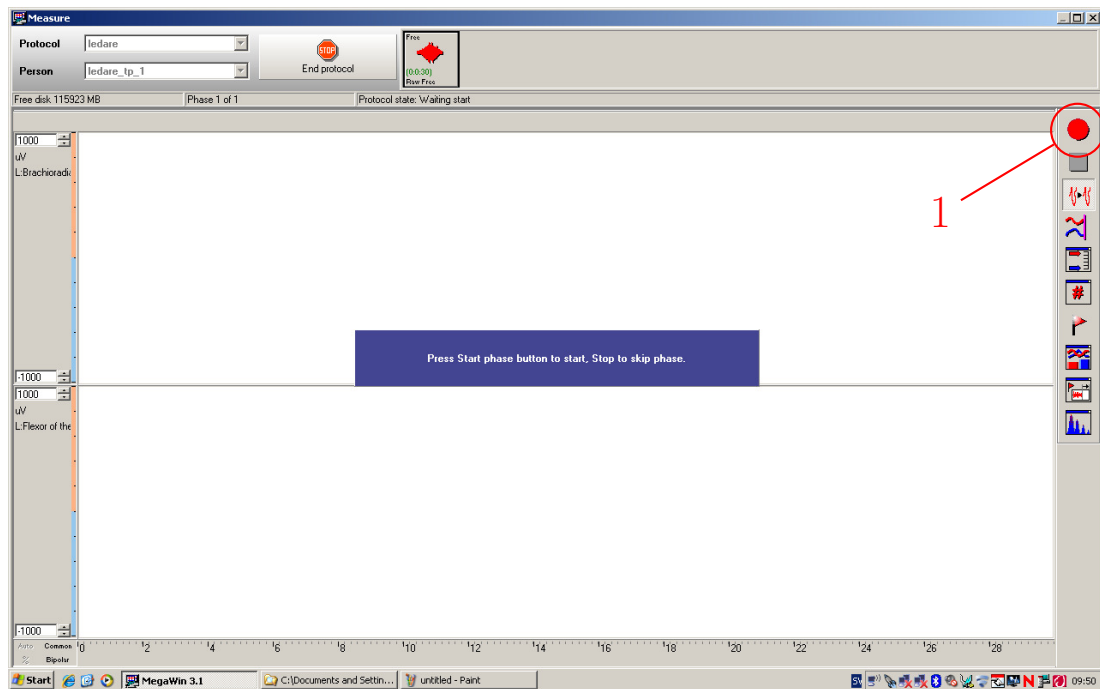 Measure
Protocol ledare
Person ledare_tp_1
STOP
End protocol
Free
(0:0:30)
Raw Free
Free disk 115923 MB Phase 1 of 1 Protocol state: Waiting start
1000
uV
L:Brachioradia
1
#
Press Start phase button to start, Stop to skip phase.
-1000
1000
uV
L:Flexor of the
-1000
Auto Common
% Bipolar
0 2 4 6 8 10 12 14 16 18 20 22 24 26 28
Start MegaWin 3.1 C:\Documents and Settin... untitled - Paint SV N 09:50